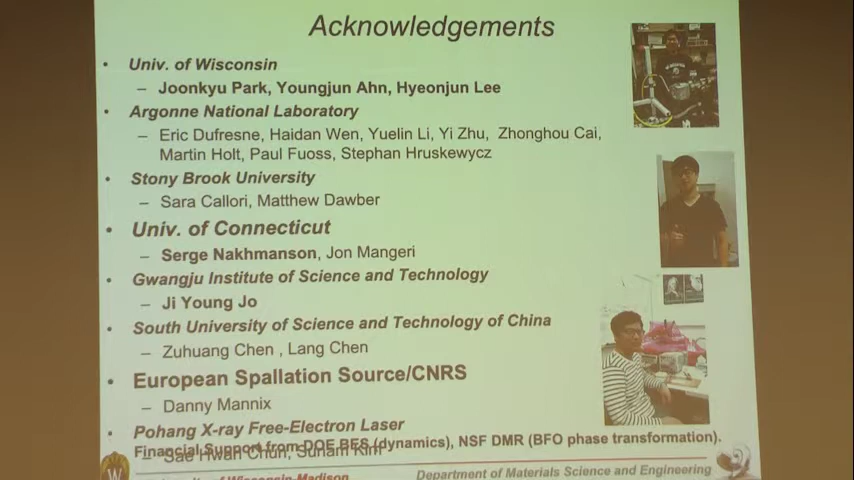 Acknowledgements
• Univ. of Wisconsin
– Joonkyu Park, Youngjun Ahn, Hyeonjun Lee
• Argonne National Laboratory
– Eric Dufresne, Haidan Wen, Yuelin Li, Yi Zhu, Zhonghou Cai,
Martin Holt, Paul Fuoss, Stephan Hruskewycz
• Stony Brook University
– Sara Callori, Matthew Dawber
• Univ. of Connecticut
– Serge Nakhmanson, Jon Mangeri
• Gwangju Institute of Science and Technology
– Ji Young Jo
• South University of Science and Technology of China
– Zuhuang Chen , Lang Chen
• European Spallation Source/CNRS
– Danny Mannix
• Pohang X-ray Free-Electron Laser
Financial Support from DOE BES (dynamics), NSF DMR (BFO phase transformation).
– Sae Hwan Chun, Sunam Kim
University of Wisconsin-Madison
Department of Materials Science and Engineering